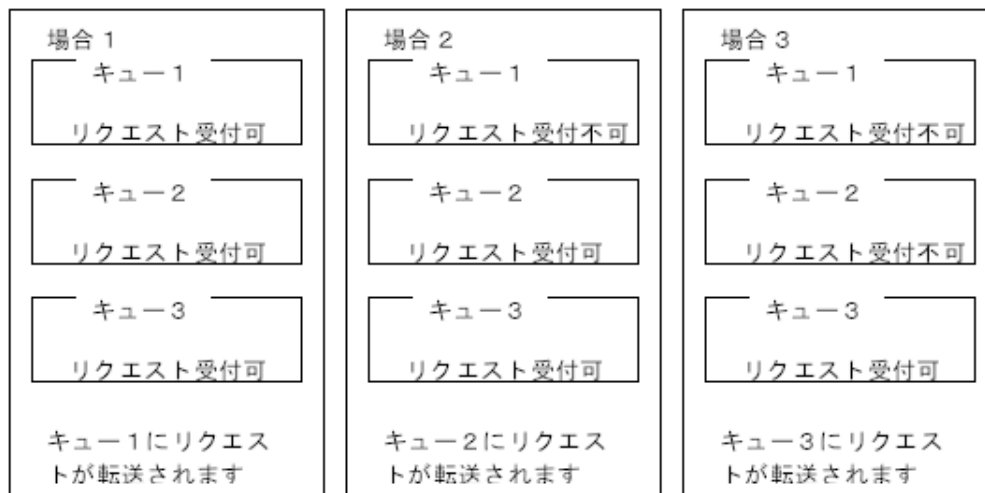 場合１
キュー１
リクエスト受付可
キュー２
リクエスト受付可
キュー３
リクエスト受付可
キュー１にリクエス
トが転送されます
場合２
キュー１
リクエスト受付不可
キュー２
リクエスト受付可
キュー３
リクエスト受付可
キュー２にリクエス
トが転送されます
場合３
キュー１
リクエスト受付不可
キュー２
リクエスト受付不可
キュー３
リクエスト受付可
キュー３にリクエス
トが転送されます